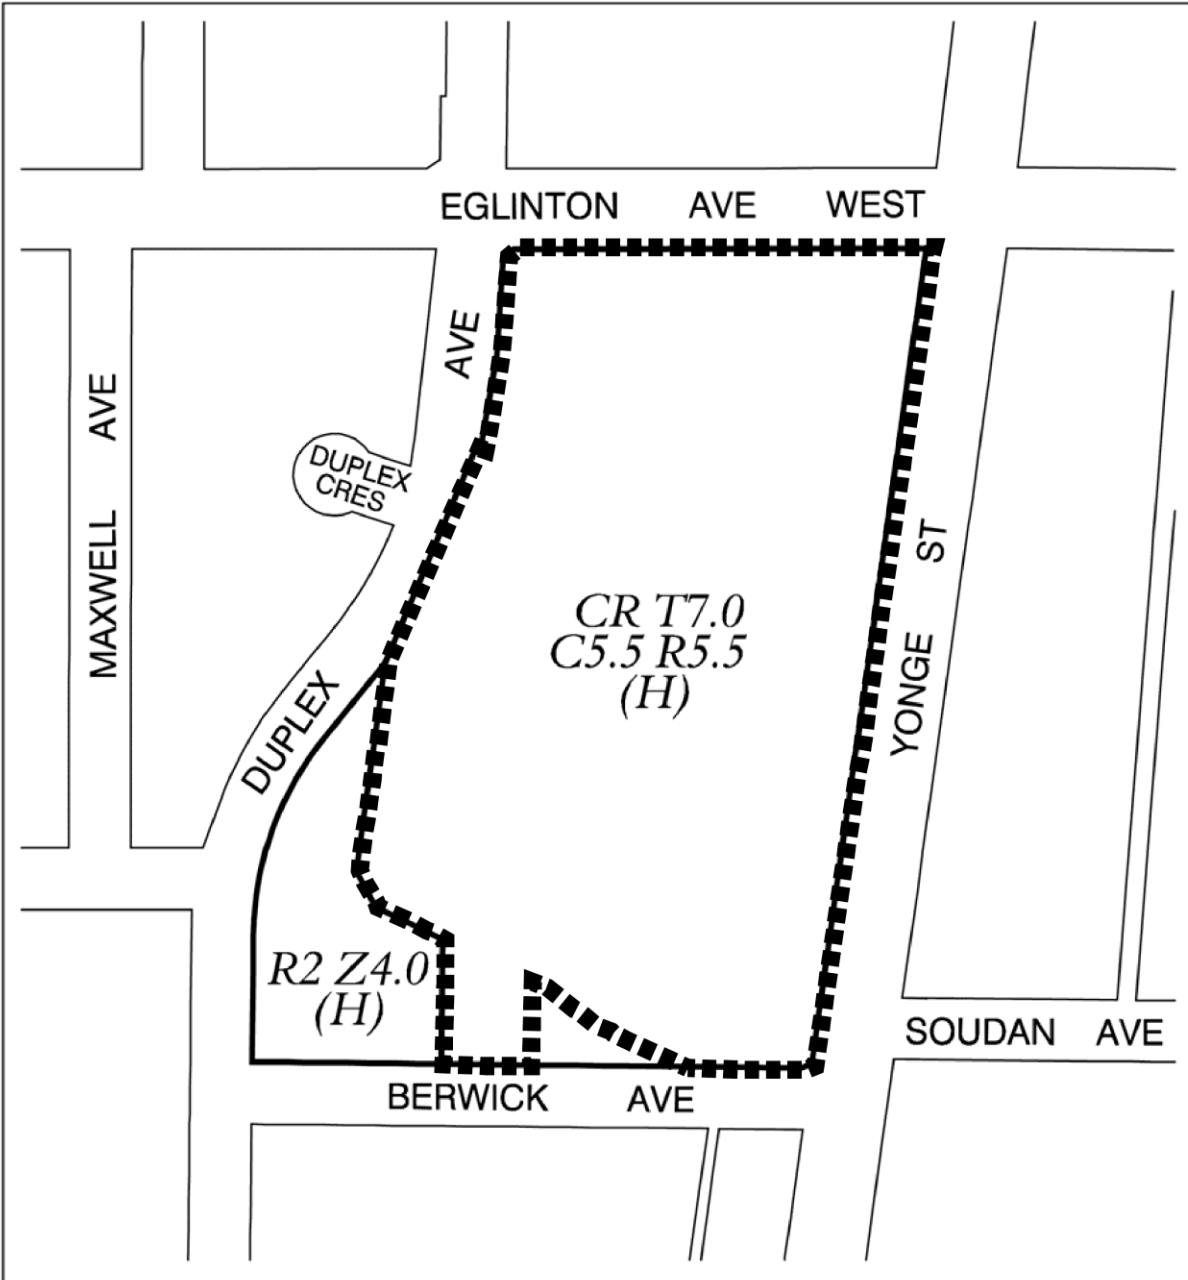 EGLINTON AVE WEST
AVE
MAXWELL AVE
DUPLEX
CRES
YONGE ST
CR T7.0
C5.5 R5.5
(H)
DUPLEX
R2 Z4.0
(H)
SOUDAN AVE
BERWICK AVE